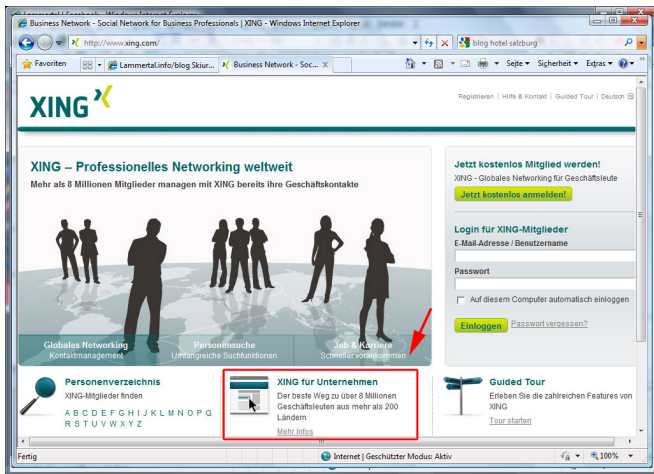 Business Network - Social Network for Business Professionals | XING - Windows Internet Explorer
http://www.xing.com/
blog hotel salzburg
Favoriten
Lammertal.info/blog Skiur...
Business Network - Soc...
Seite
Sicherheit
Extras
XING
Registrieren | Hilfe & Kontakt | Guided Tour | Deutsch
XING – Professionelles Networking weltweit
Mehr als 8 Millionen Mitglieder managen mit XING bereits ihre Geschäftskontakte
Globales Networking
Kontaktmanagement
Personensuche
Umfangreiche Suchfunktionen
Job & Karriere
Schneller vorankommen
Jetzt kostenlos Mitglied werden!
XING - Globales Networking für Geschäftsleute
Jetzt kostenlos anmelden!
Login für XING-Mitglieder
E-Mail-Adresse / Benutzername
Passwort
Auf diesem Computer automatisch einloggen
Einloggen
Passwort vergessen?
Personenverzeichnis
XING-Mitglieder finden
A B C D E F G H I J K L M N O P Q
R S T U V W X Y Z
XING für Unternehmen
Der beste Weg zu über 8 Millionen
Geschäftsleuten aus mehr als 200
Ländern
Mehr Infos
Guided Tour
Erleben Sie die zahlreichen Features von
XING
Tour starten
Fertig
Internet | Geschützter Modus: Aktiv
100%